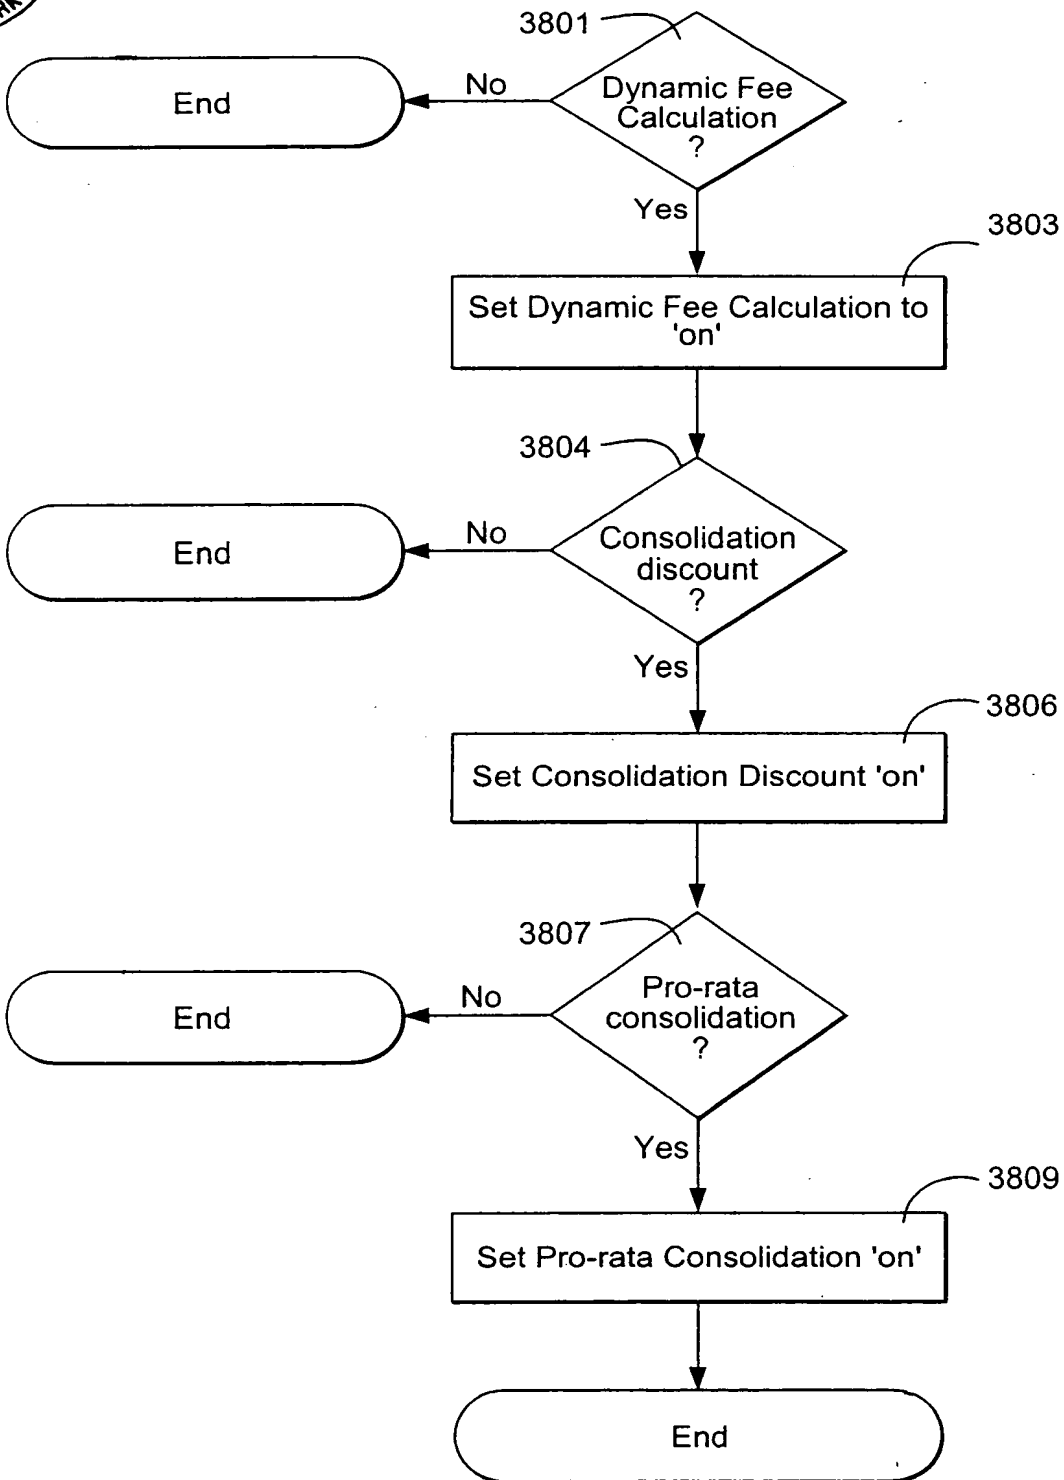 3801
End
No
Dynamic Fee
Calculation
?
Yes
3803
Set Dynamic Fee Calculation to
'on'
3804
End
No
Consolidation
discount
?
Yes
3806
Set Consolidation Discount 'on'
3807
End
No
Pro-rata
consolidation
?
Yes
3809
Set Pro-rata Consolidation 'on'
End